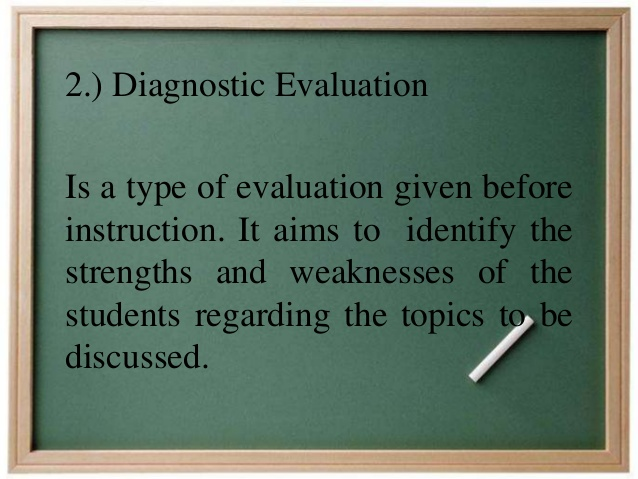 2.) Diagnostic Evaluation
Is a type of evaluation given before
instruction. It aims to identify the
strengths and weaknesses of the
students regarding the topics to be
discussed.